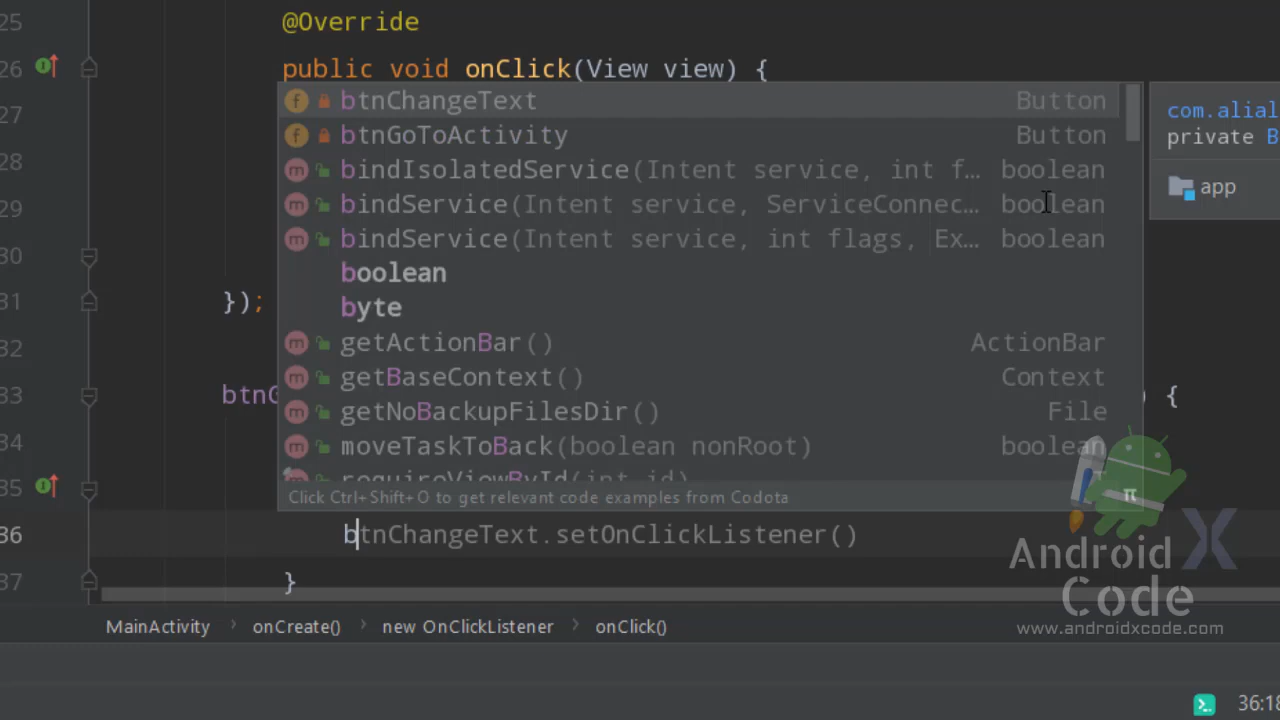 25 @Override
26 public void onClick(View view) {
27
28
29
30
31 });
32
33 btnG ) {
34
35
36 btnChangeText.setOnClickListener()
37 }
f btnChangeText Button
f btnGoToActivity Button
m bindIsolatedService(Intent service, int f… boolean
m bindService(Intent service, ServiceConnec… boolean
m bindService(Intent service, int flags, Ex… boolean
boolean
byte
m getActionBar() ActionBar
m getBaseContext() Context
m getNoBackupFilesDir() File
m moveTaskToBack(boolean nonRoot) boolean
m requireViewById(int id) T
Click Ctrl+Shift+O to get relevant code examples from Codota
com.alial
private B
app
π
Android X
Code
www.androidxcode.com
MainActivity › onCreate() › new OnClickListener › onClick()
36:18